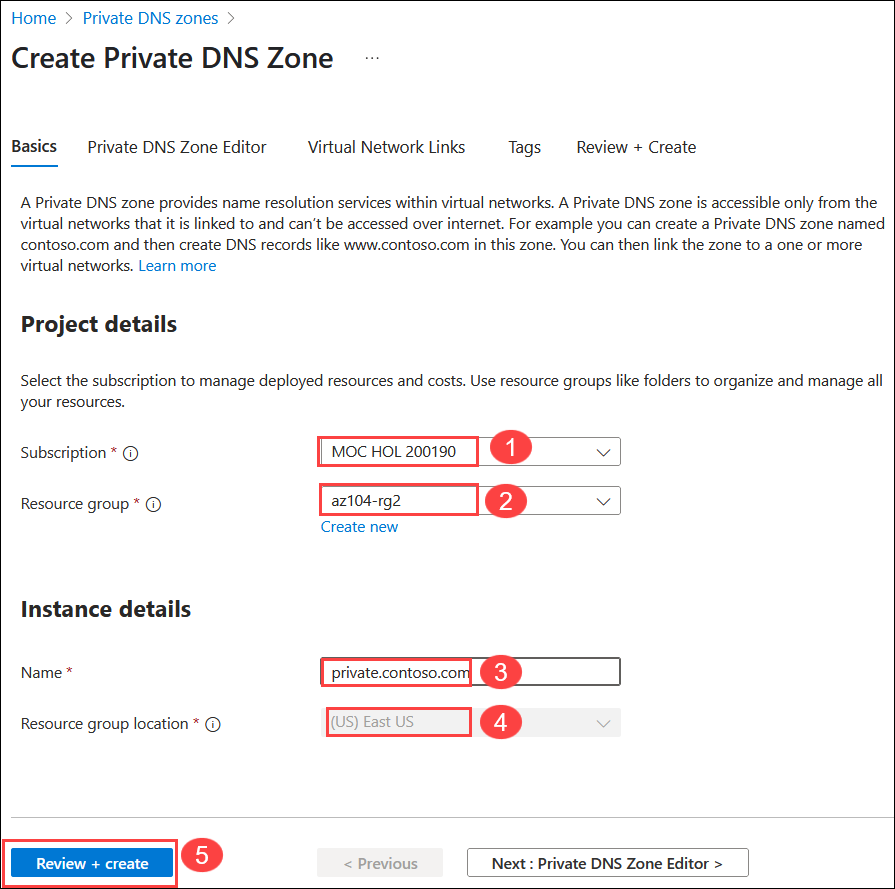 Home > Private DNS zones >
Create Private DNS Zone ...
Basics Private DNS Zone Editor Virtual Network Links Tags Review + Create
A Private DNS zone provides name resolution services within virtual networks. A Private DNS zone is accessible only from the
virtual networks that it is linked to and can't be accessed over internet. For example you can create a Private DNS zone named
contoso.com and then create DNS records like www.contoso.com in this zone. You can then link the zone to a one or more
virtual networks. Learn more
Project details
Select the subscription to manage deployed resources and costs. Use resource groups like folders to organize and manage all
your resources.
Subscription * MOC HOL 200190 1
Resource group * az104-rg2 2
Create new
Instance details
Name * private.contoso.com 3
Resource group location * (US) East US 4
Review + create 5 < Previous Next : Private DNS Zone Editor >